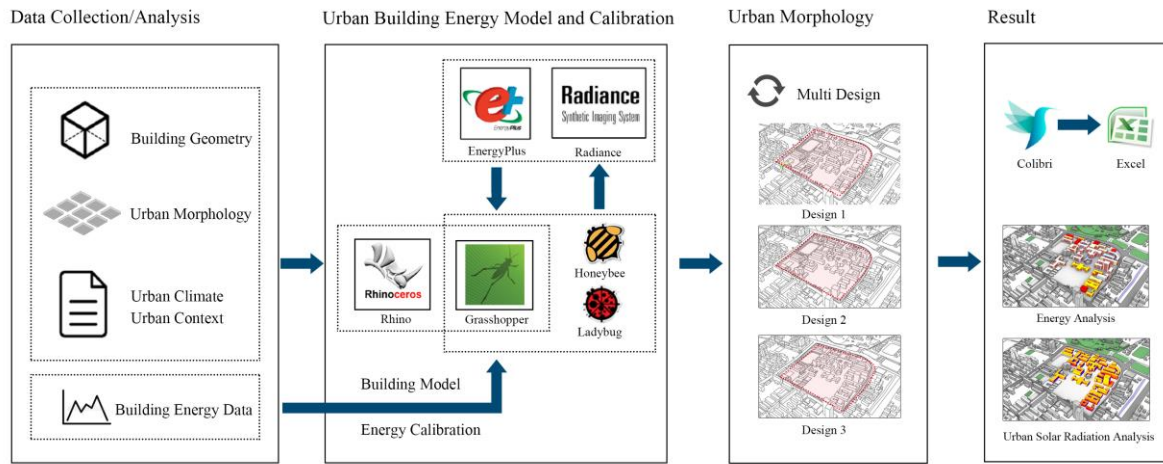 Data Collection/Analysis
Building Geometry
Urban Morphology
Urban Climate
Urban Context
Building Energy Data
Urban Building Energy Model and Calibration
EnergyPlus
EnergyPlus
Radiance
Synthetic Imaging System
Radiance
Rhinoceros
Rhino
Grasshopper
Honeybee
Ladybug
Building Model
Energy Calibration
Urban Morphology
Multi Design
Design 1
Design 2
Design 3
Result
Colibri
Excel
Energy Analysis
Urban Solar Radiation Analysis